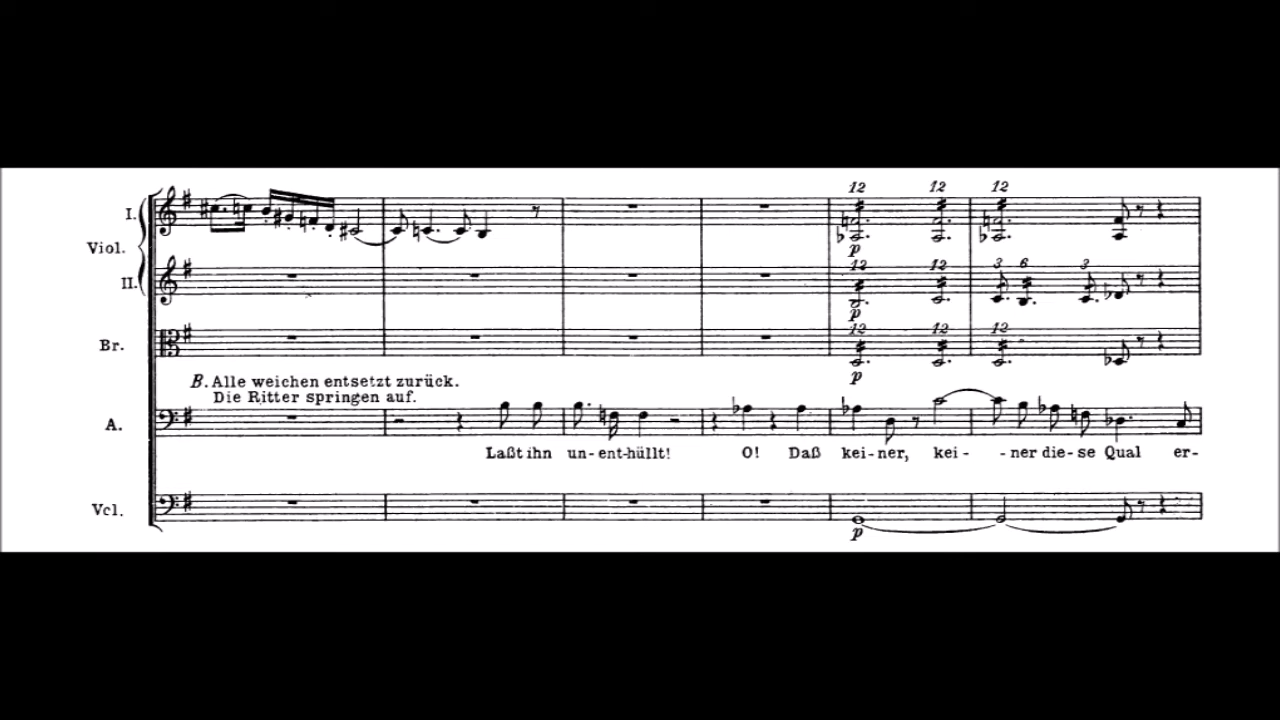 I.
Viol.
II.
12 12 12
p
12 12 3 6 3
p
Br.
12 12 12
p
B. Alle weichen entsetzt zurück.
Die Ritter springen auf.
A.
Laßt ihn un-ent-hüllt! O! Daß kei-ner, kei- -ner die-se Qual er-
Vcl.
p